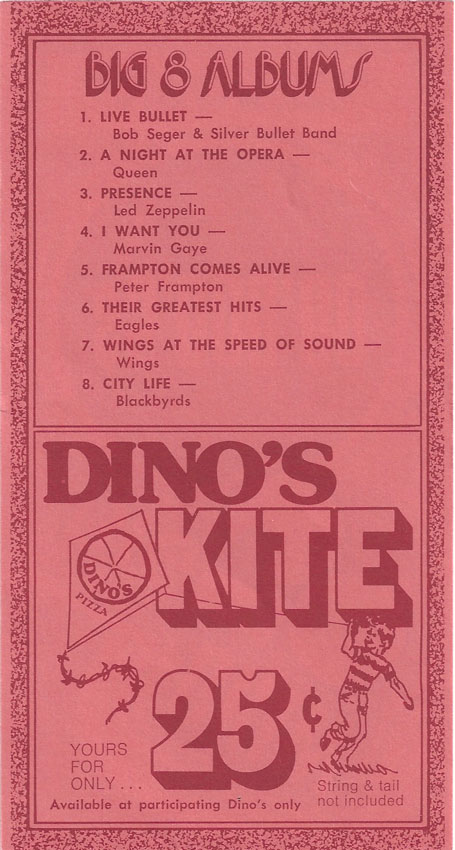 BIG 8 ALBUMS
1. LIVE BULLET —
Bob Seger & Silver Bullet Band
2. A NIGHT AT THE OPERA —
Queen
3. PRESENCE —
Led Zeppelin
4. I WANT YOU —
Marvin Gaye
5. FRAMPTON COMES ALIVE —
Peter Frampton
6. THEIR GREATEST HITS —
Eagles
7. WINGS AT THE SPEED OF SOUND —
Wings
8. CITY LIFE —
Blackbyrds
DINO'S
KITE
DINO'S
PIZZA
25¢
YOURS
FOR
ONLY...
String & tail
not included
Available at participating Dino's only